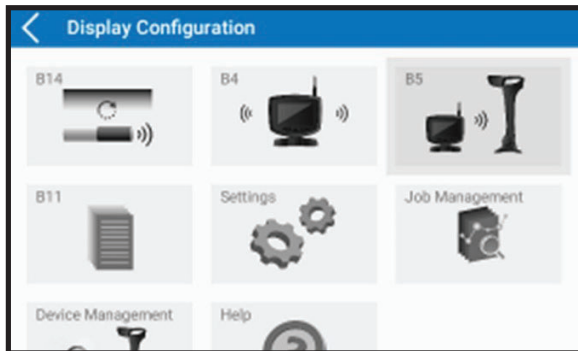 Display Configuration
B14
B4
B5
B11
Settings
Job Management
Device Management
Help